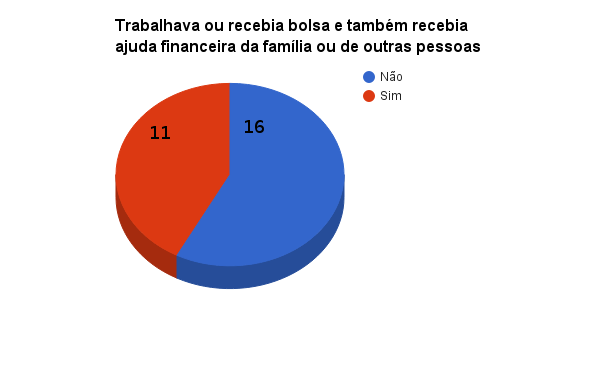 Trabalhava ou recebia bolsa e também recebia
ajuda financeira da família ou de outras pessoas
Não
Sim
11
16